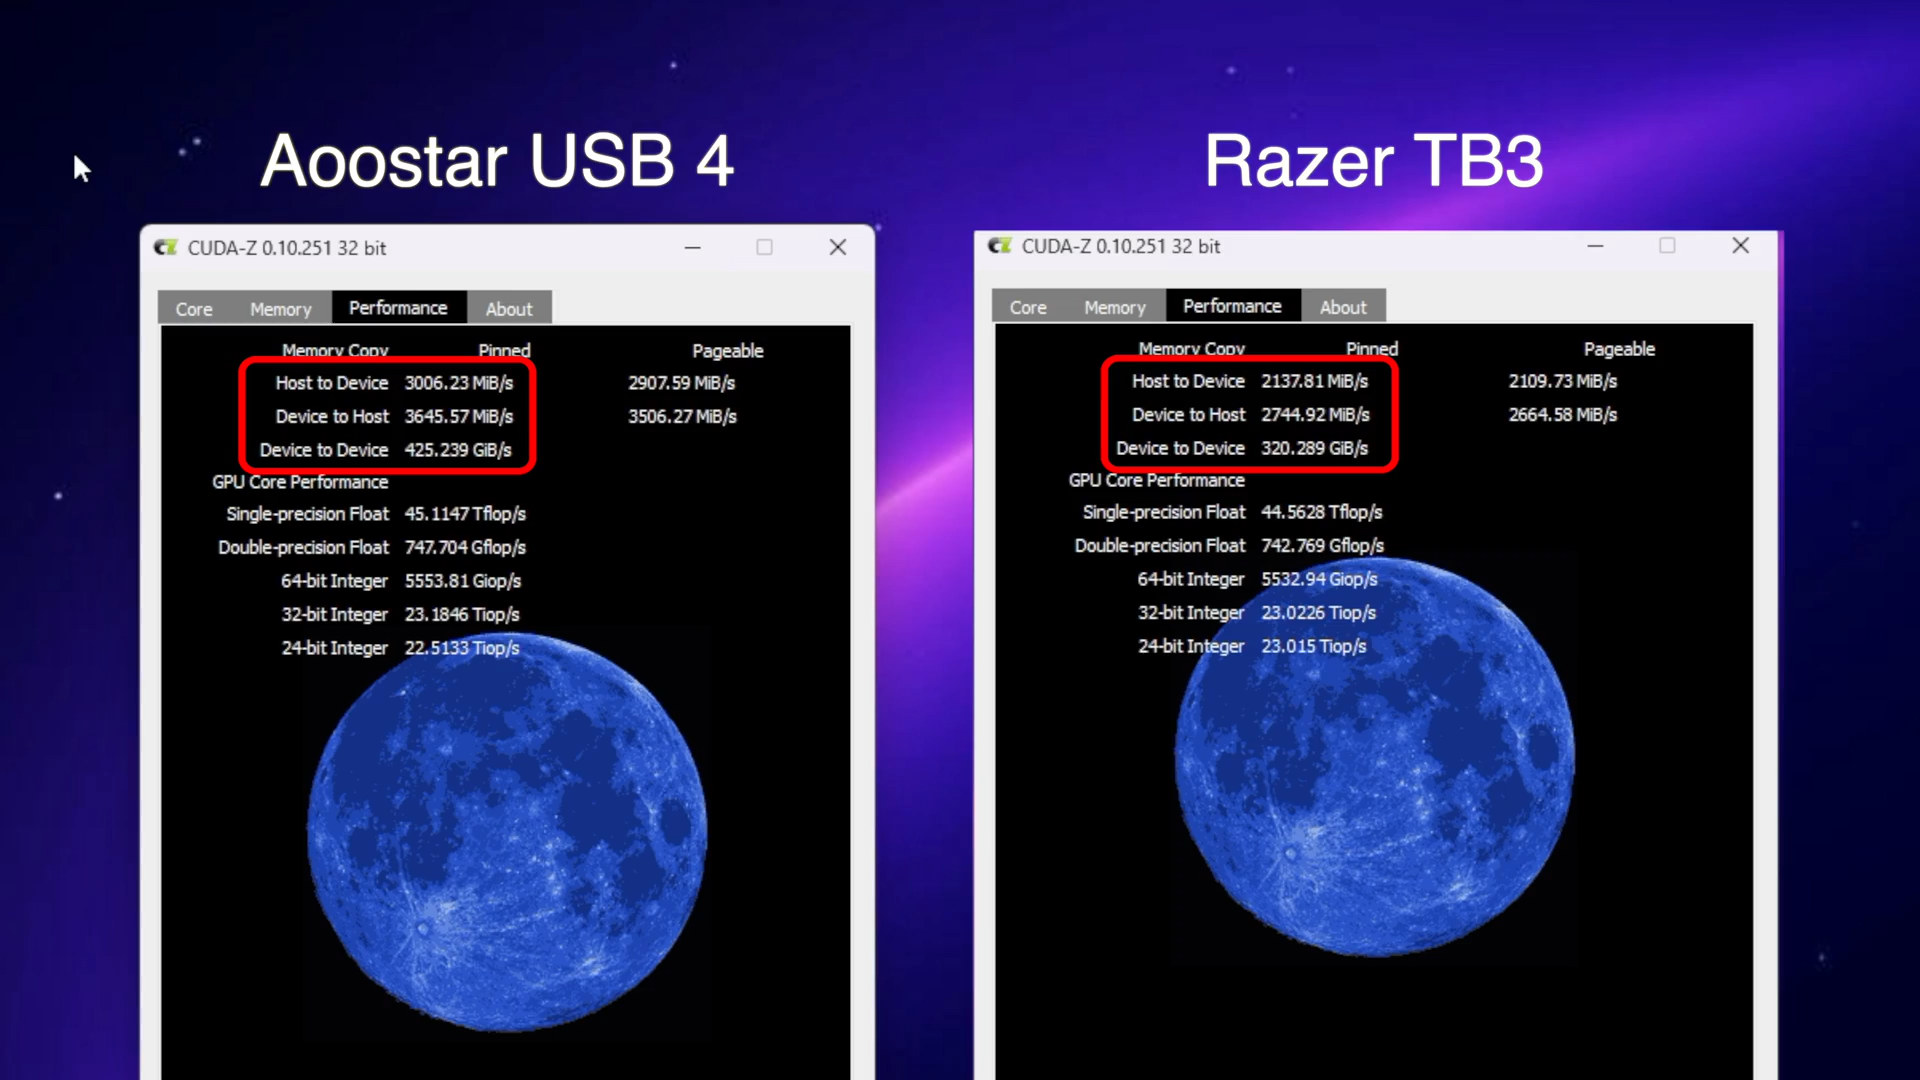 Aoostar USB 4
CUDA-Z 0.10.251 32 bit
Core Memory Performance About
Memory Copy Pinned Pageable
Host to Device 3006.23 MiB/s 2907.59 MiB/s
Device to Host 3645.57 MiB/s 3506.27 MiB/s
Device to Device 425.239 GiB/s
GPU Core Performance
Single-precision Float 45.1147 Tflop/s
Double-precision Float 747.704 Gflop/s
64-bit Integer 5553.81 Giop/s
32-bit Integer 23.1846 Tiop/s
24-bit Integer 22.5133 Tiop/s
Razer TB3
CUDA-Z 0.10.251 32 bit
Core Memory Performance About
Memory Copy Pinned Pageable
Host to Device 2137.81 MiB/s 2109.73 MiB/s
Device to Host 2744.92 MiB/s 2664.58 MiB/s
Device to Device 320.289 GiB/s
GPU Core Performance
Single-precision Float 44.5628 Tflop/s
Double-precision Float 742.769 Gflop/s
64-bit Integer 5532.94 Giop/s
32-bit Integer 23.0226 Tiop/s
24-bit Integer 23.015 Tiop/s